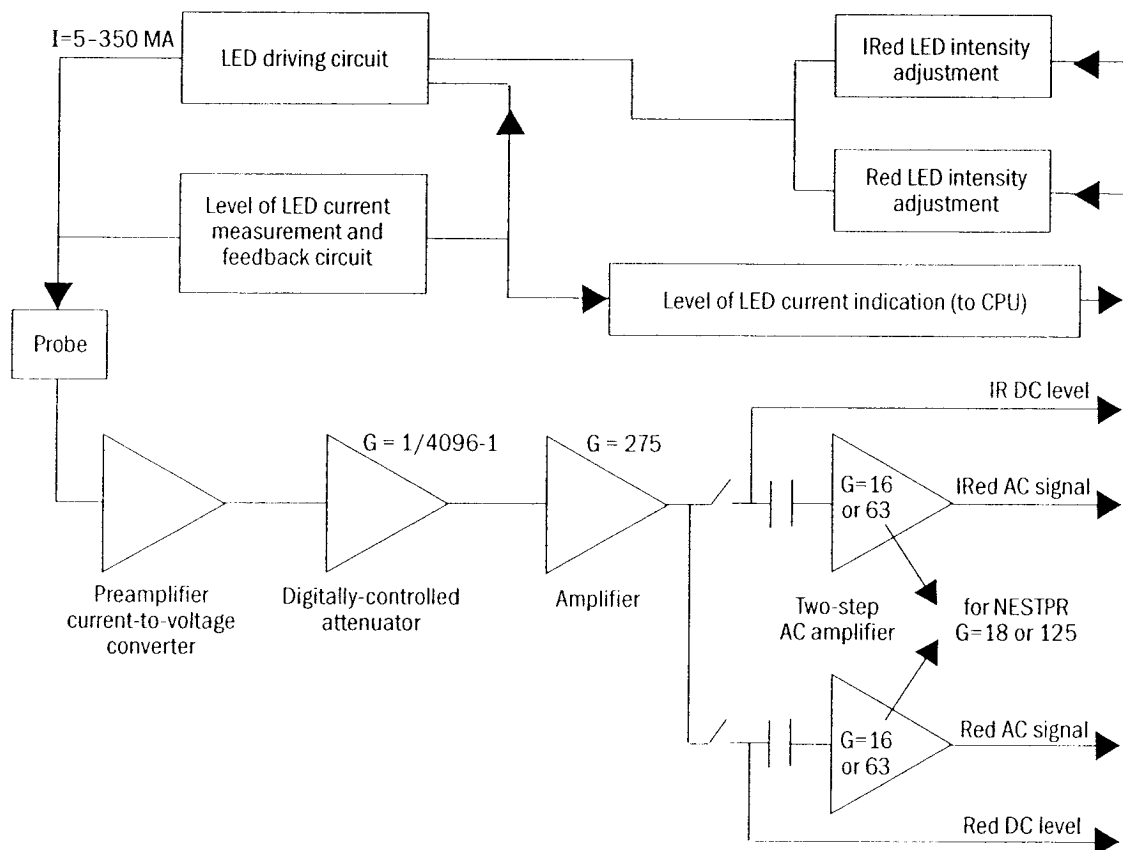 I=5-350 MA
LED driving circuit
IRed LED intensity
adjustment
Red LED intensity
adjustment
Level of LED current
measurement and
feedback circuit
Level of LED current indication (to CPU)
Probe
IR DC level
G = 1/4096-1
G = 275
G=16
or 63
IRed AC signal
Preamplifier
current-to-voltage
converter
Digitally-controlled
attenuator
Amplifier
Two-step
AC amplifier
for NESTPR
G=18 or 125
G=16
or 63
Red AC signal
Red DC level